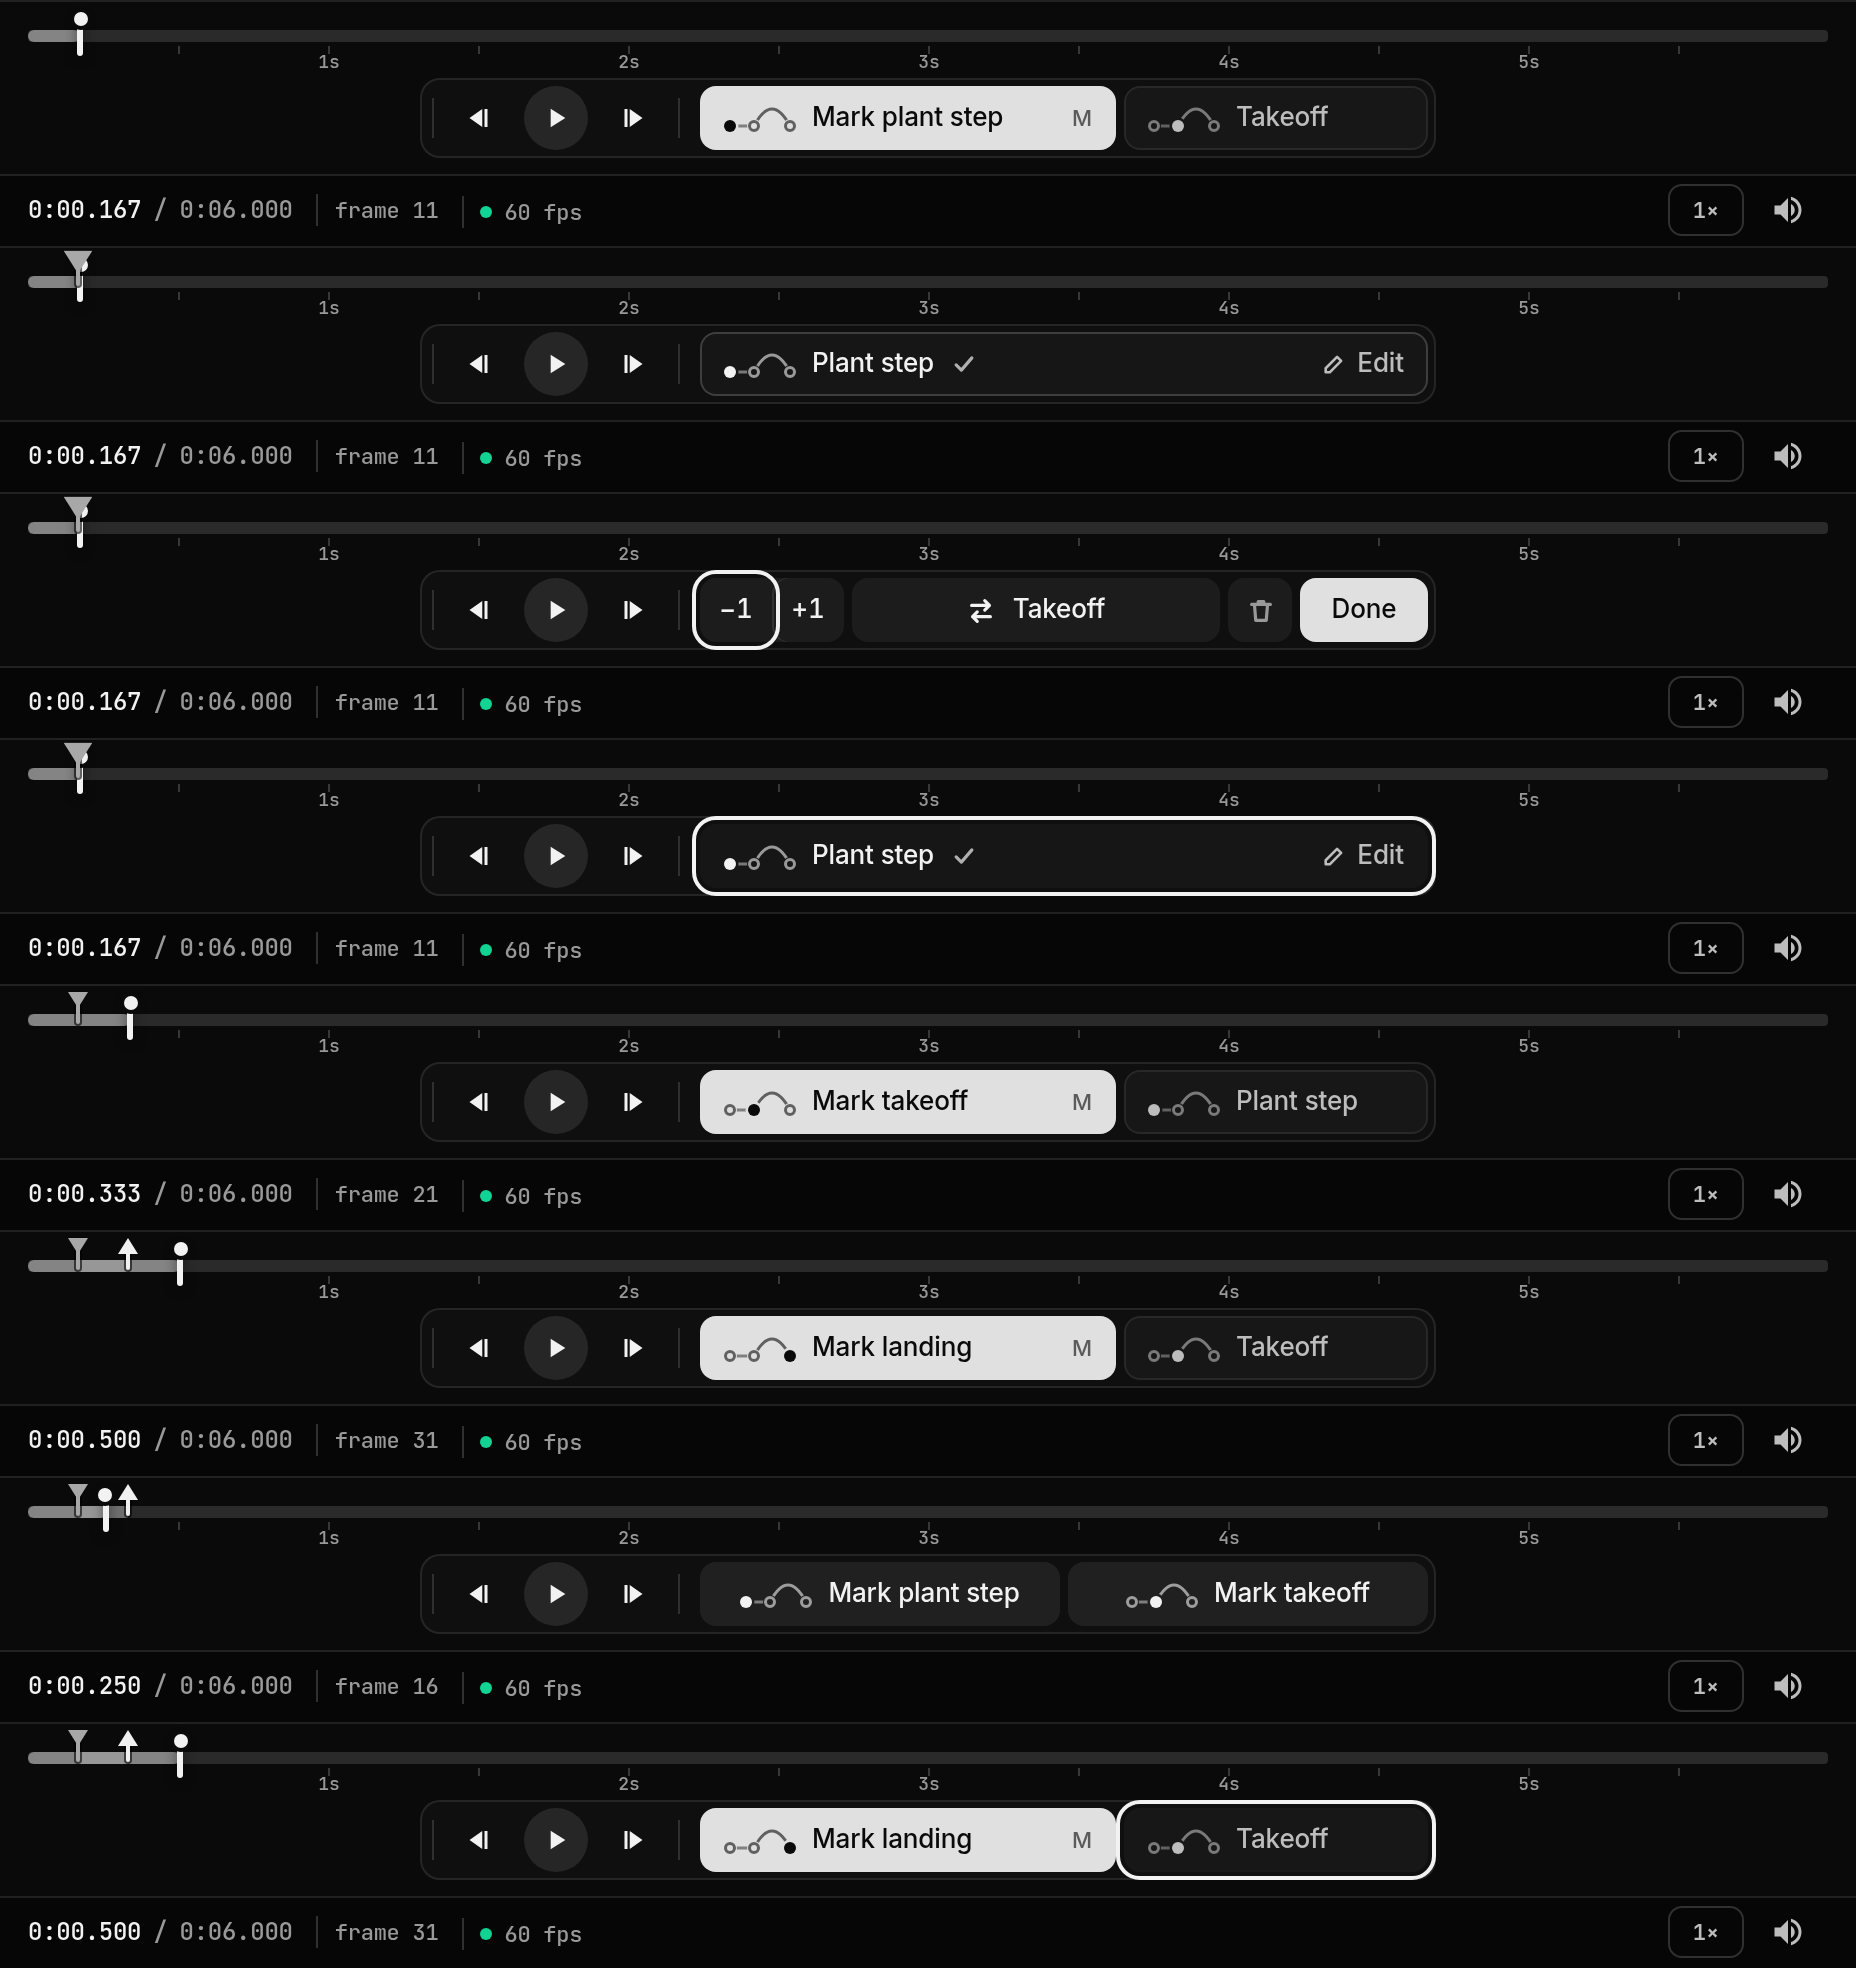 1s 2s 3s 4s 5s
Mark plant step M Takeoff
0:00.167 / 0:06.000 frame 11 60 fps 1×
1s 2s 3s 4s 5s
Plant step Edit
0:00.167 / 0:06.000 frame 11 60 fps 1×
1s 2s 3s 4s 5s
−1 +1 Takeoff Done
0:00.167 / 0:06.000 frame 11 60 fps 1×
1s 2s 3s 4s 5s
Plant step Edit
0:00.167 / 0:06.000 frame 11 60 fps 1×
1s 2s 3s 4s 5s
Mark takeoff M Plant step
0:00.333 / 0:06.000 frame 21 60 fps 1×
1s 2s 3s 4s 5s
Mark landing M Takeoff
0:00.500 / 0:06.000 frame 31 60 fps 1×
1s 2s 3s 4s 5s
Mark plant step Mark takeoff
0:00.250 / 0:06.000 frame 16 60 fps 1×
1s 2s 3s 4s 5s
Mark landing M Takeoff
0:00.500 / 0:06.000 frame 31 60 fps 1×